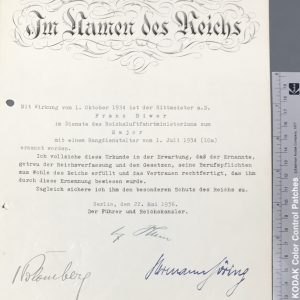 Im Namen des Reichs
Mit Wirkung vom 1. Oktober 1934 ist der Rittmeister a.D.
Franz Biwer
im Dienste des Reichsluftfahrtministeriums zum
Major
mit einem Rangdienstalter vom 1. Juli 1934 (10a)
ernannt worden.
Ich vollziehe diese Urkunde in der Erwartung, daß der Ernannte,
getreu der Reichsverfassung und den Gesetzen, seine Berufspflichten
zum Wohle des Reichs erfüllt und das Vertrauen rechtfertigt, das ihm
durch diese Ernennung bewiesen wurde.
Zugleich sichere ich ihm den besonderen Schutz des Reichs zu.
Berlin, den 22. Mai 1936.
Der Führer und Reichskanzler.
v Blomberg
Hermann Göring
KODAK Color Control Patches